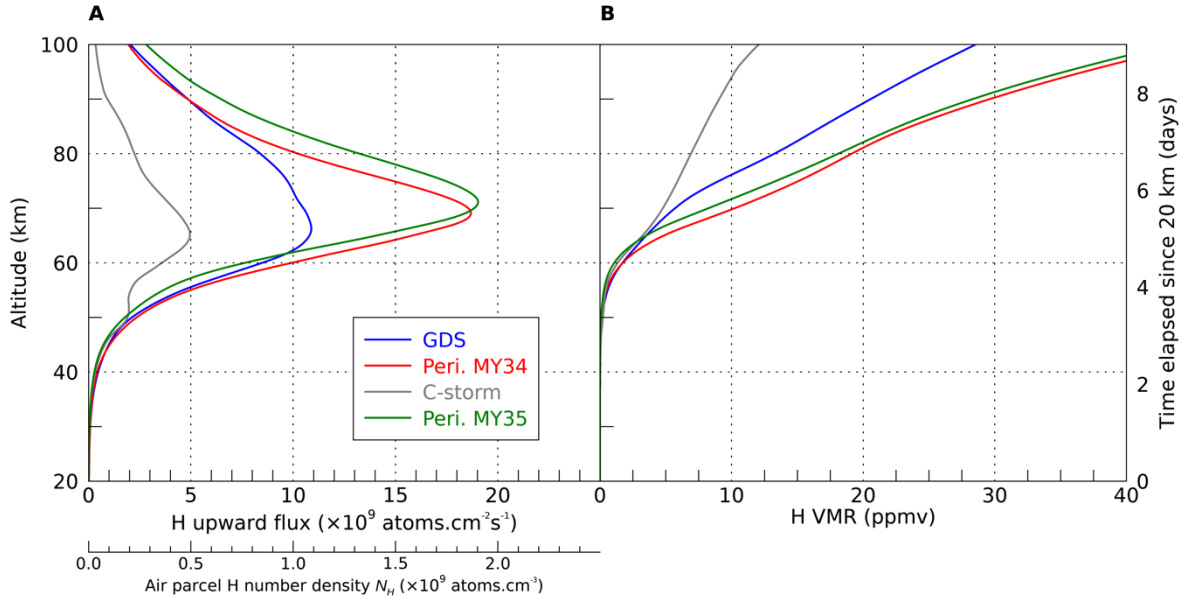 A
B
100
80
60
40
20
Altitude (km)
0
5
10
15
20
H upward flux (×10⁹ atoms.cm⁻²s⁻¹)
0.0
0.5
1.0
1.5
2.0
Air parcel H number density N_H (×10⁹ atoms.cm⁻³)
GDS
Peri. MY34
C-storm
Peri. MY35
0
10
20
30
40
H VMR (ppmv)
8
6
4
2
0
Time elapsed since 20 km (days)